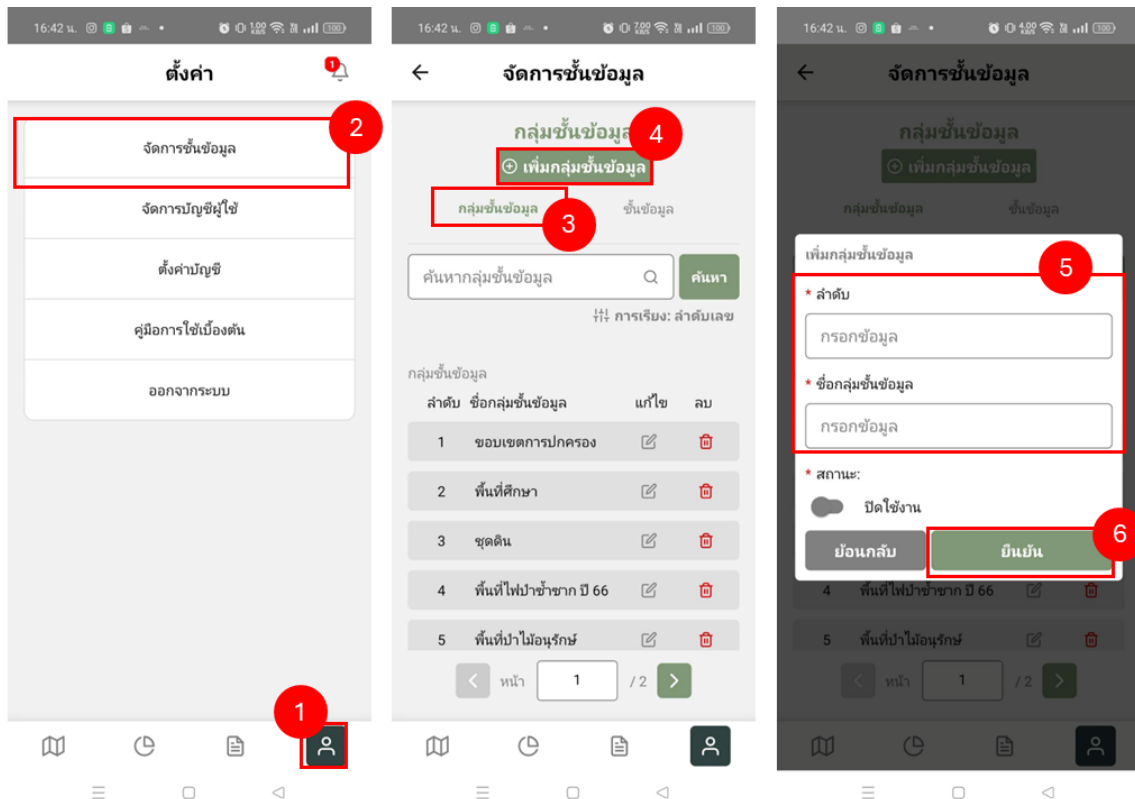 16:42 น.
1.00 KB/S
100
ตั้งค่า
1
2
จัดการชั้นข้อมูล
จัดการบัญชีผู้ใช้
ตั้งค่าบัญชี
คู่มือการใช้เบื้องต้น
ออกจากระบบ
1
16:42 น.
7.00 KB/S
100
จัดการชั้นข้อมูล
กลุ่มชั้นข้อมูล
4
เพิ่มกลุ่มชั้นข้อมูล
กลุ่มชั้นข้อมูล ชั้นข้อมูล
3
ค้นหากลุ่มชั้นข้อมูล ค้นหา
การเรียง: ลำดับเลข
กลุ่มชั้นข้อมูล
ลำดับ ชื่อกลุ่มชั้นข้อมูล แก้ไข ลบ
1 ขอบเขตการปกครอง
2 พื้นที่ศึกษา
3 ชุดดิน
4 พื้นที่ไฟป่าซ้ำซาก ปี 66
5 พื้นที่ป่าไม้อนุรักษ์
หน้า 1 / 2
16:42 น.
4.00 KB/S
100
จัดการชั้นข้อมูล
กลุ่มชั้นข้อมูล
เพิ่มกลุ่มชั้นข้อมูล
กลุ่มชั้นข้อมูล ชั้นข้อมูล
เพิ่มกลุ่มชั้นข้อมูล
5
* ลำดับ
กรอกข้อมูล
* ชื่อกลุ่มชั้นข้อมูล
กรอกข้อมูล
* สถานะ:
ปิดใช้งาน
6
ย้อนกลับ ยืนยัน
4 พื้นที่ไฟป่าซ้ำซาก ปี 66
5 พื้นที่ป่าไม้อนุรักษ์
หน้า 1 / 2